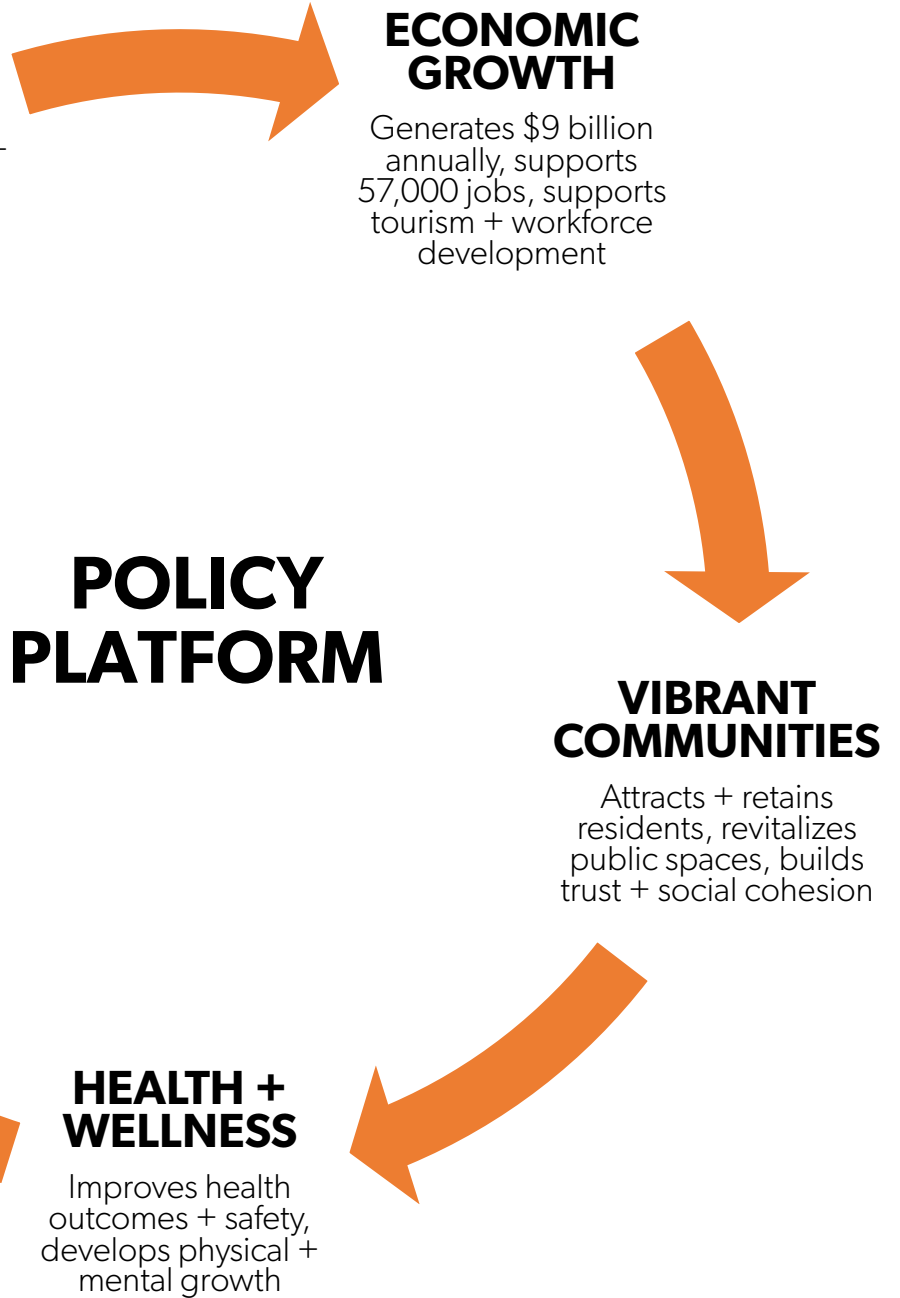 ECONOMIC
GROWTH
Generates $9 billion
annually, supports
57,000 jobs, supports
tourism + workforce
development
POLICY
PLATFORM
VIBRANT
COMMUNITIES
Attracts + retains
residents, revitalizes
public spaces, builds
trust + social cohesion
HEALTH +
WELLNESS
Improves health
outcomes + safety,
develops physical +
mental growth